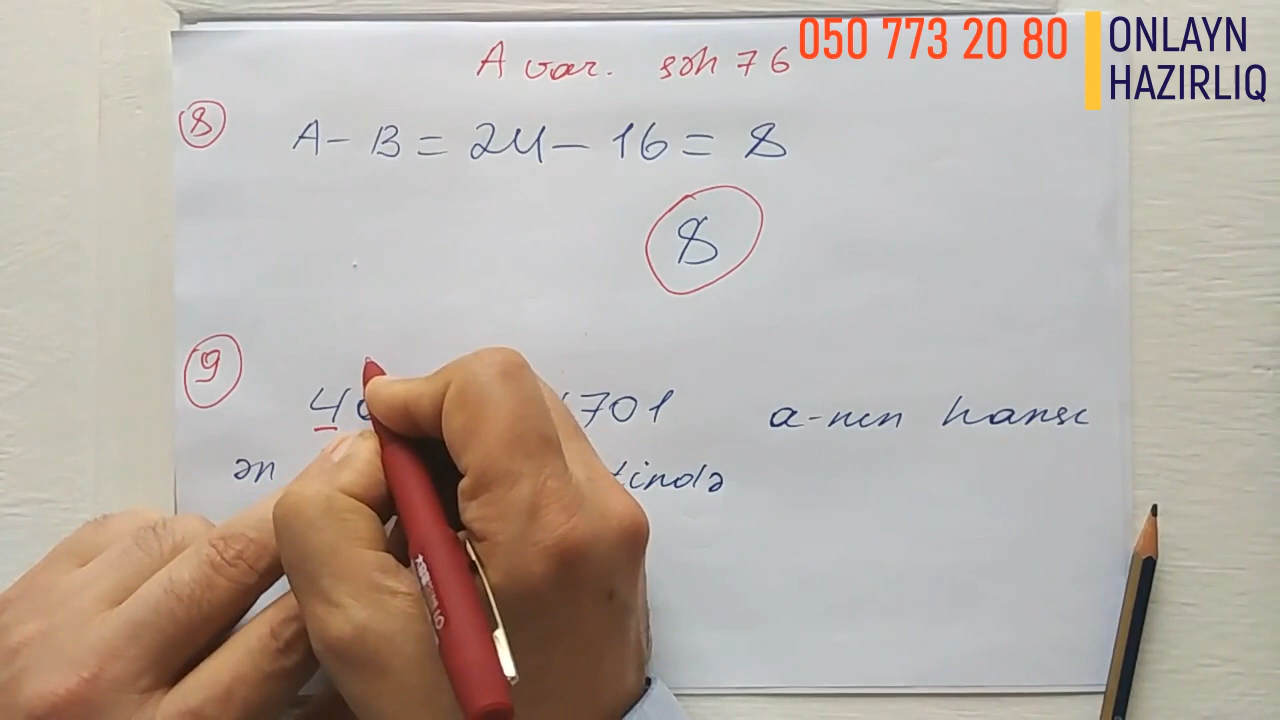 050 773 20 80
ONLAYN
HAZIRLIQ
A var. səh 76
8
A - B = 24 - 16 = 8
8
9
4 701 a-nın hansı
ən tində